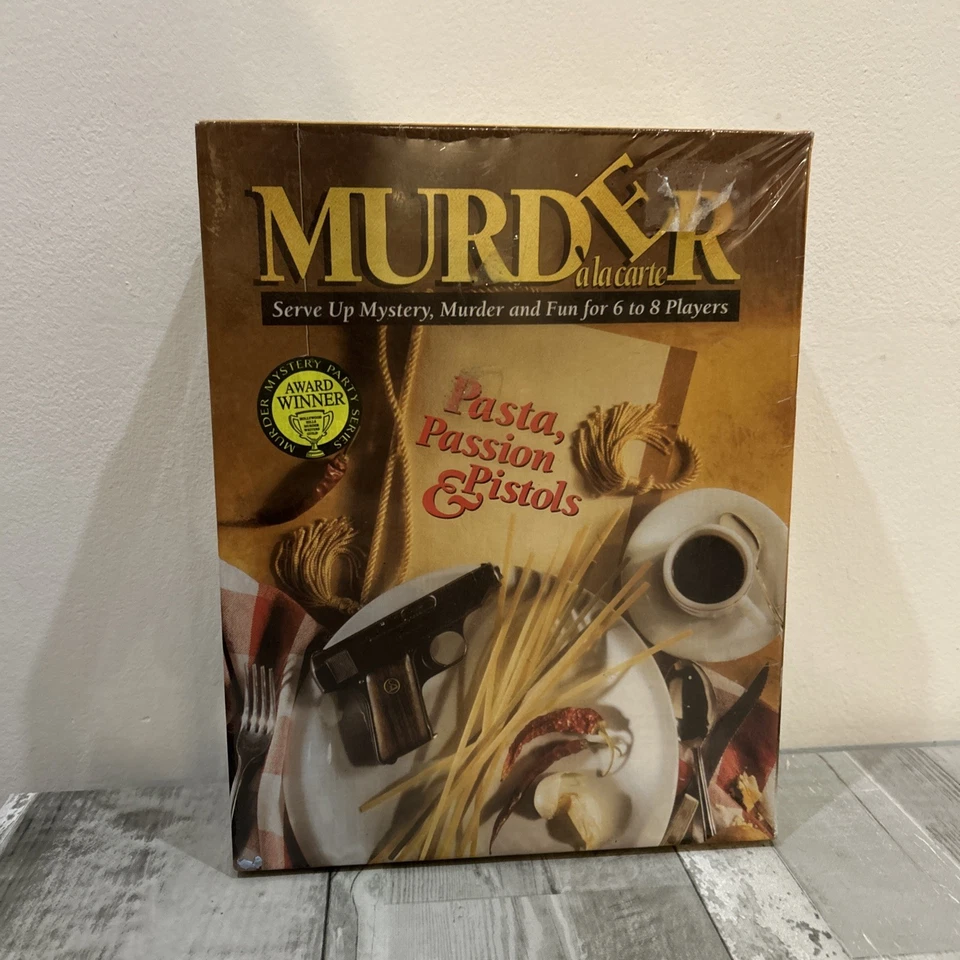 MURDER
à la carte
Serve Up Mystery, Murder and Fun for 6 to 8 Players
MURDER MYSTERY PARTY SERIES
AWARD
WINNER
Pasta,
Passion
& Pistols